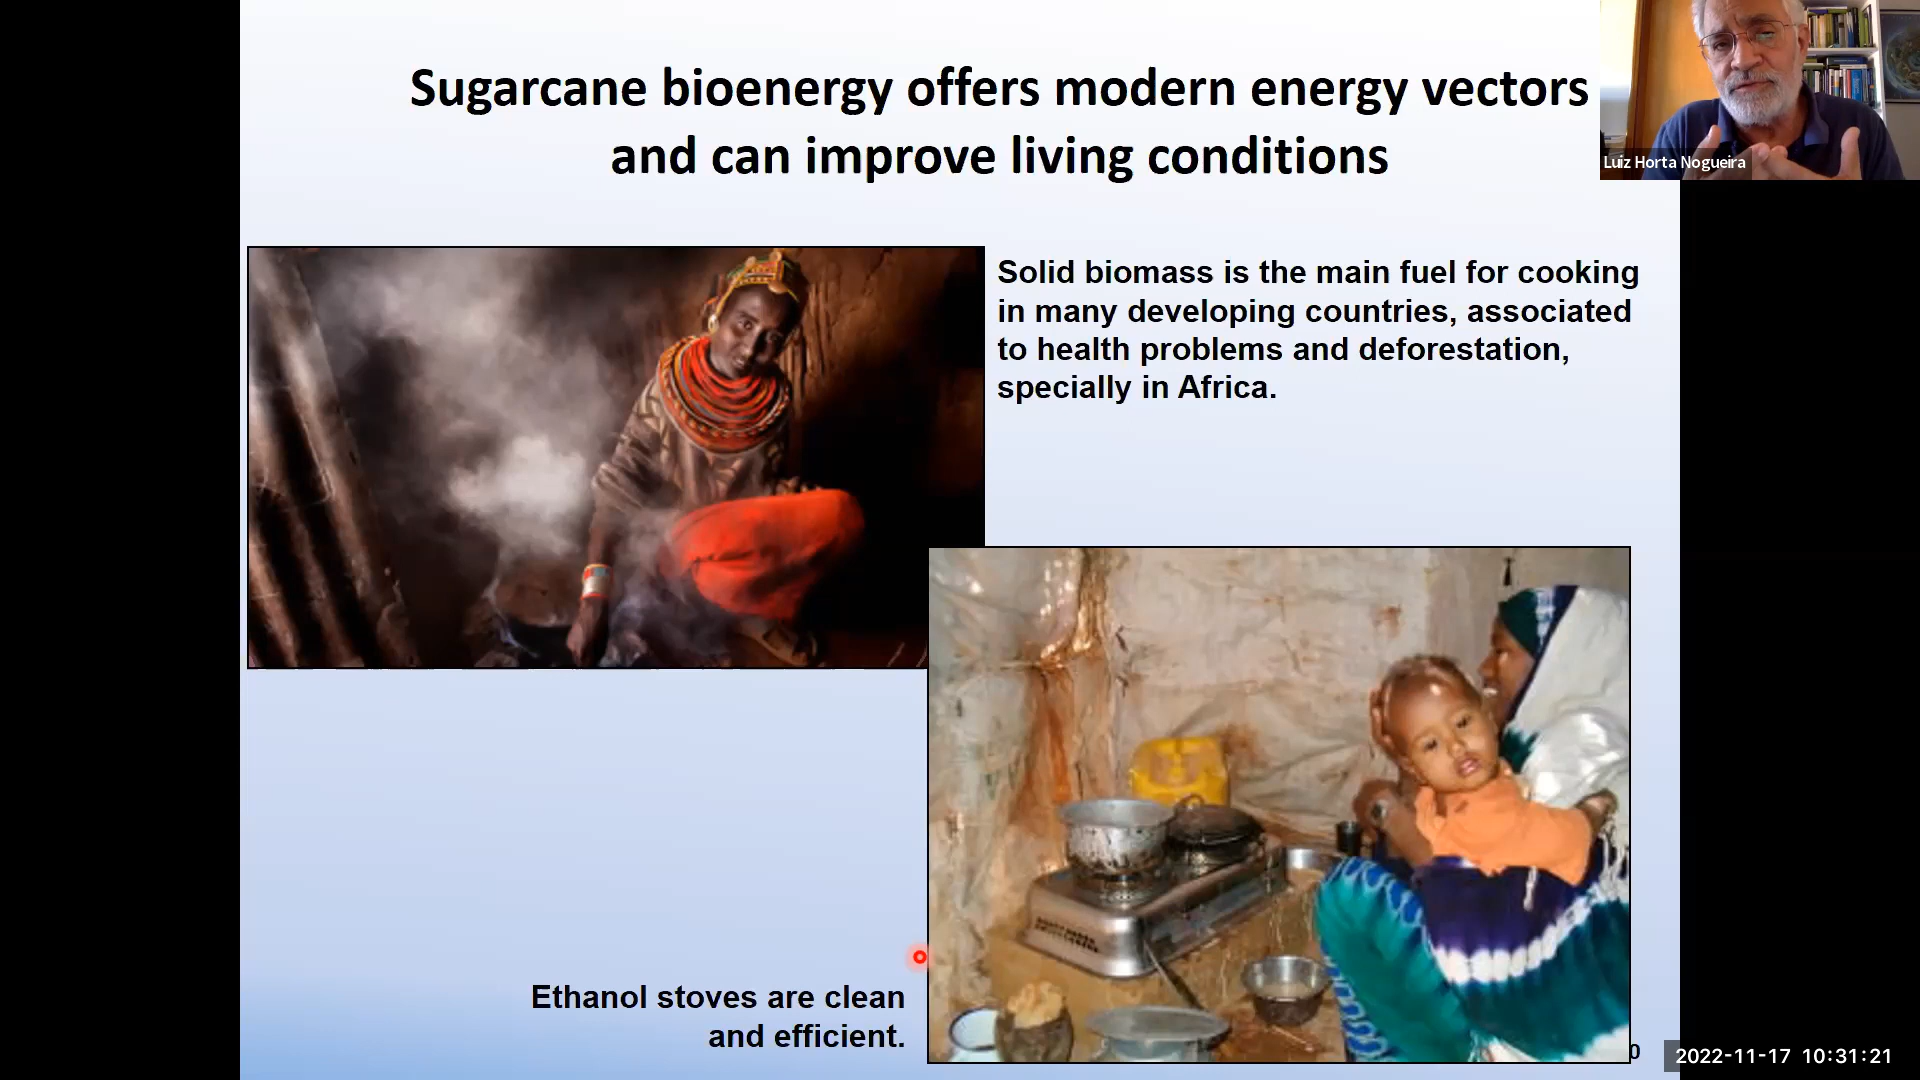 Sugarcane bioenergy offers modern energy vectors
and can improve living conditions
Luiz Horta Nogueira
Solid biomass is the main fuel for cooking
in many developing countries, associated
to health problems and deforestation,
specially in Africa.
Ethanol stoves are clean
and efficient.
0
2022-11-17 10:31:21